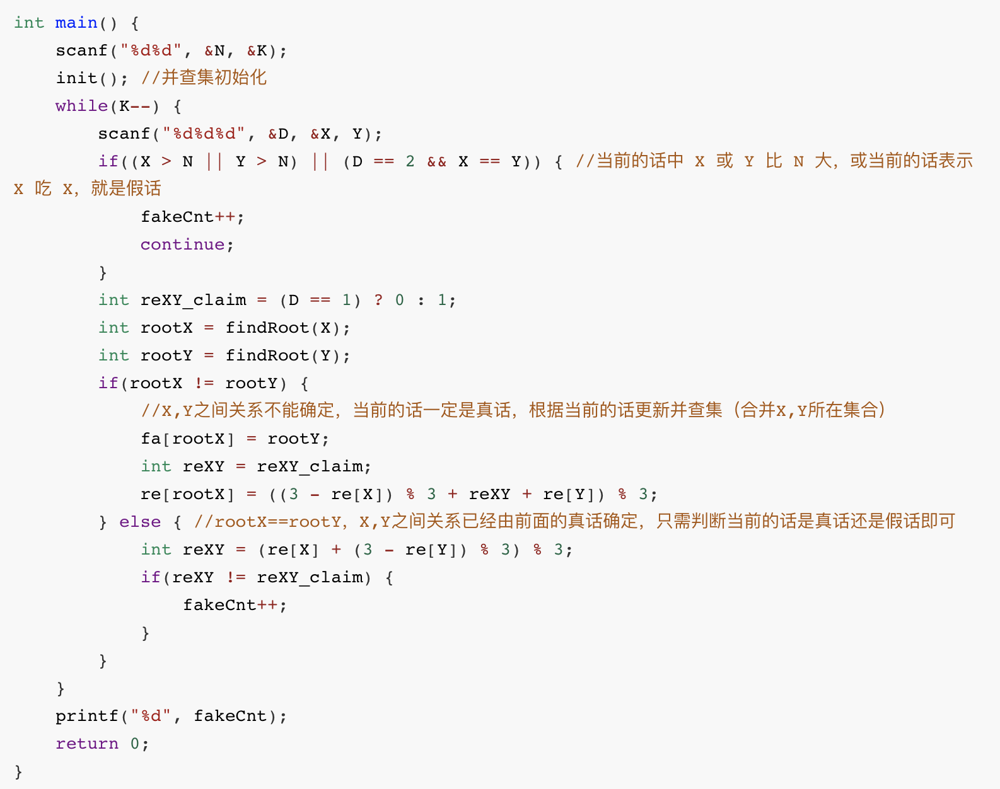 int main() {
    scanf("%d%d", &N, &K);
    init(); //并查集初始化
    while(K--) {
        scanf("%d%d%d", &D, &X, Y);
        if((X > N || Y > N) || (D == 2 && X == Y)) { //当前的话中 X 或 Y 比 N 大，或当前的话表示
X 吃 X，就是假话
            fakeCnt++;
            continue;
        }
        int reXY_claim = (D == 1) ? 0 : 1;
        int rootX = findRoot(X);
        int rootY = findRoot(Y);
        if(rootX != rootY) {
            //X,Y之间关系不能确定，当前的话一定是真话，根据当前的话更新并查集（合并X,Y所在集合）
            fa[rootX] = rootY;
            int reXY = reXY_claim;
            re[rootX] = ((3 - re[X]) % 3 + reXY + re[Y]) % 3;
        } else { //rootX==rootY，X,Y之间关系已经由前面的真话确定，只需判断当前的话是真话还是假话即可
            int reXY = (re[X] + (3 - re[Y]) % 3) % 3;
            if(reXY != reXY_claim) {
                fakeCnt++;
            }
        }
    }
    printf("%d", fakeCnt);
    return 0;
}